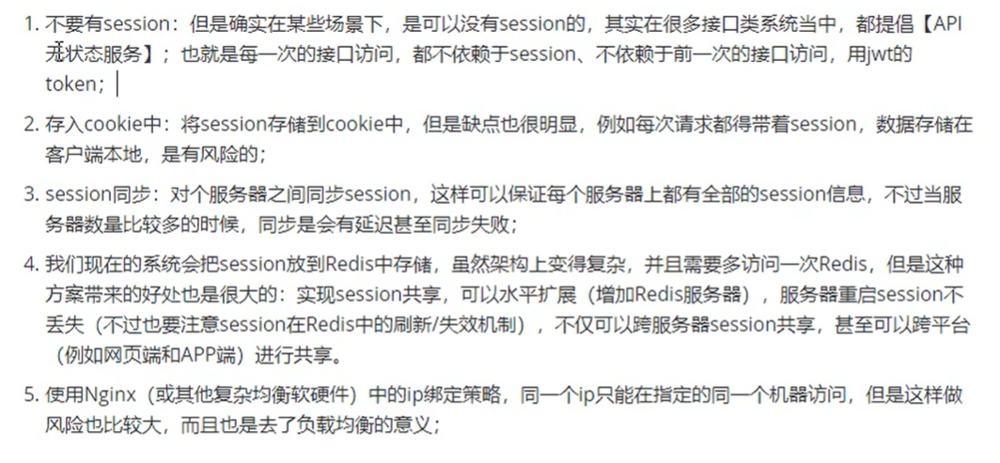 1. 不要有session：但是确实在某些场景下，是可以没有session的，其实在很多接口类系统当中，都提倡【API
无状态服务】；也就是每一次的接口访问，都不依赖于session、不依赖于前一次的接口访问，用jwt的
token；
2. 存入cookie中：将session存储到cookie中，但是缺点也很明显，例如每次请求都得带着session，数据存储在
客户端本地，是有风险的；
3. session同步：对个服务器之间同步session，这样可以保证每个服务器上都有全部的session信息，不过当服
务器数量比较多的时候，同步是会有延迟甚至同步失败；
4. 我们现在的系统会把session放到Redis中存储，虽然架构上变得复杂，并且需要多访问一次Redis，但是这种
方案带来的好处也是很大的：实现session共享，可以水平扩展（增加Redis服务器），服务器重启session不
丢失（不过也要注意session在Redis中的刷新/失效机制），不仅可以跨服务器session共享，甚至可以跨平台
（例如网页端和APP端）进行共享。
5. 使用Nginx（或其他复杂均衡软硬件）中的ip绑定策略，同一个ip只能在指定的同一个机器访问，但是这样做
风险也比较大，而且也是去了负载均衡的意义；